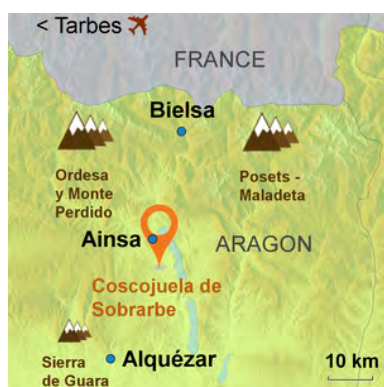 < Tarbes
FRANCE
Bielsa
Ordesa
y Monte
Perdido
Posets -
Maladeta
Ainsa
ARAGON
Coscojuela de
Sobrarbe
Sierra
de Guara
Alquézar
10 km